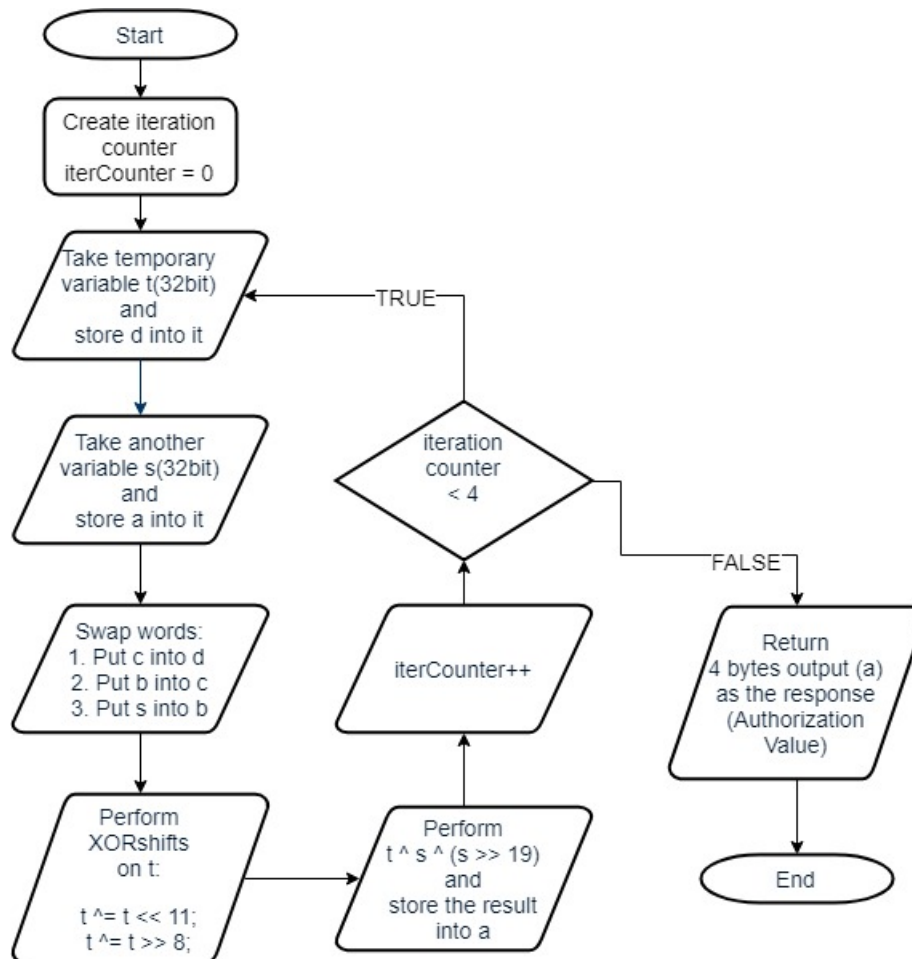 Start
Create iteration
counter
iterCounter = 0
Take temporary
variable t(32bit)
and
store d into it
Take another
variable s(32bit)
and
store a into it
Swap words:
1. Put c into d
2. Put b into c
3. Put s into b
Perform
XORshifts
on t:
t ^= t << 11;
t ^= t >> 8;
Perform
t ^ s ^ (s >> 19)
and
store the result
into a
iterCounter++
iteration
counter
< 4
TRUE
FALSE
Return
4 bytes output (a)
as the response
(Authorization
Value)
End